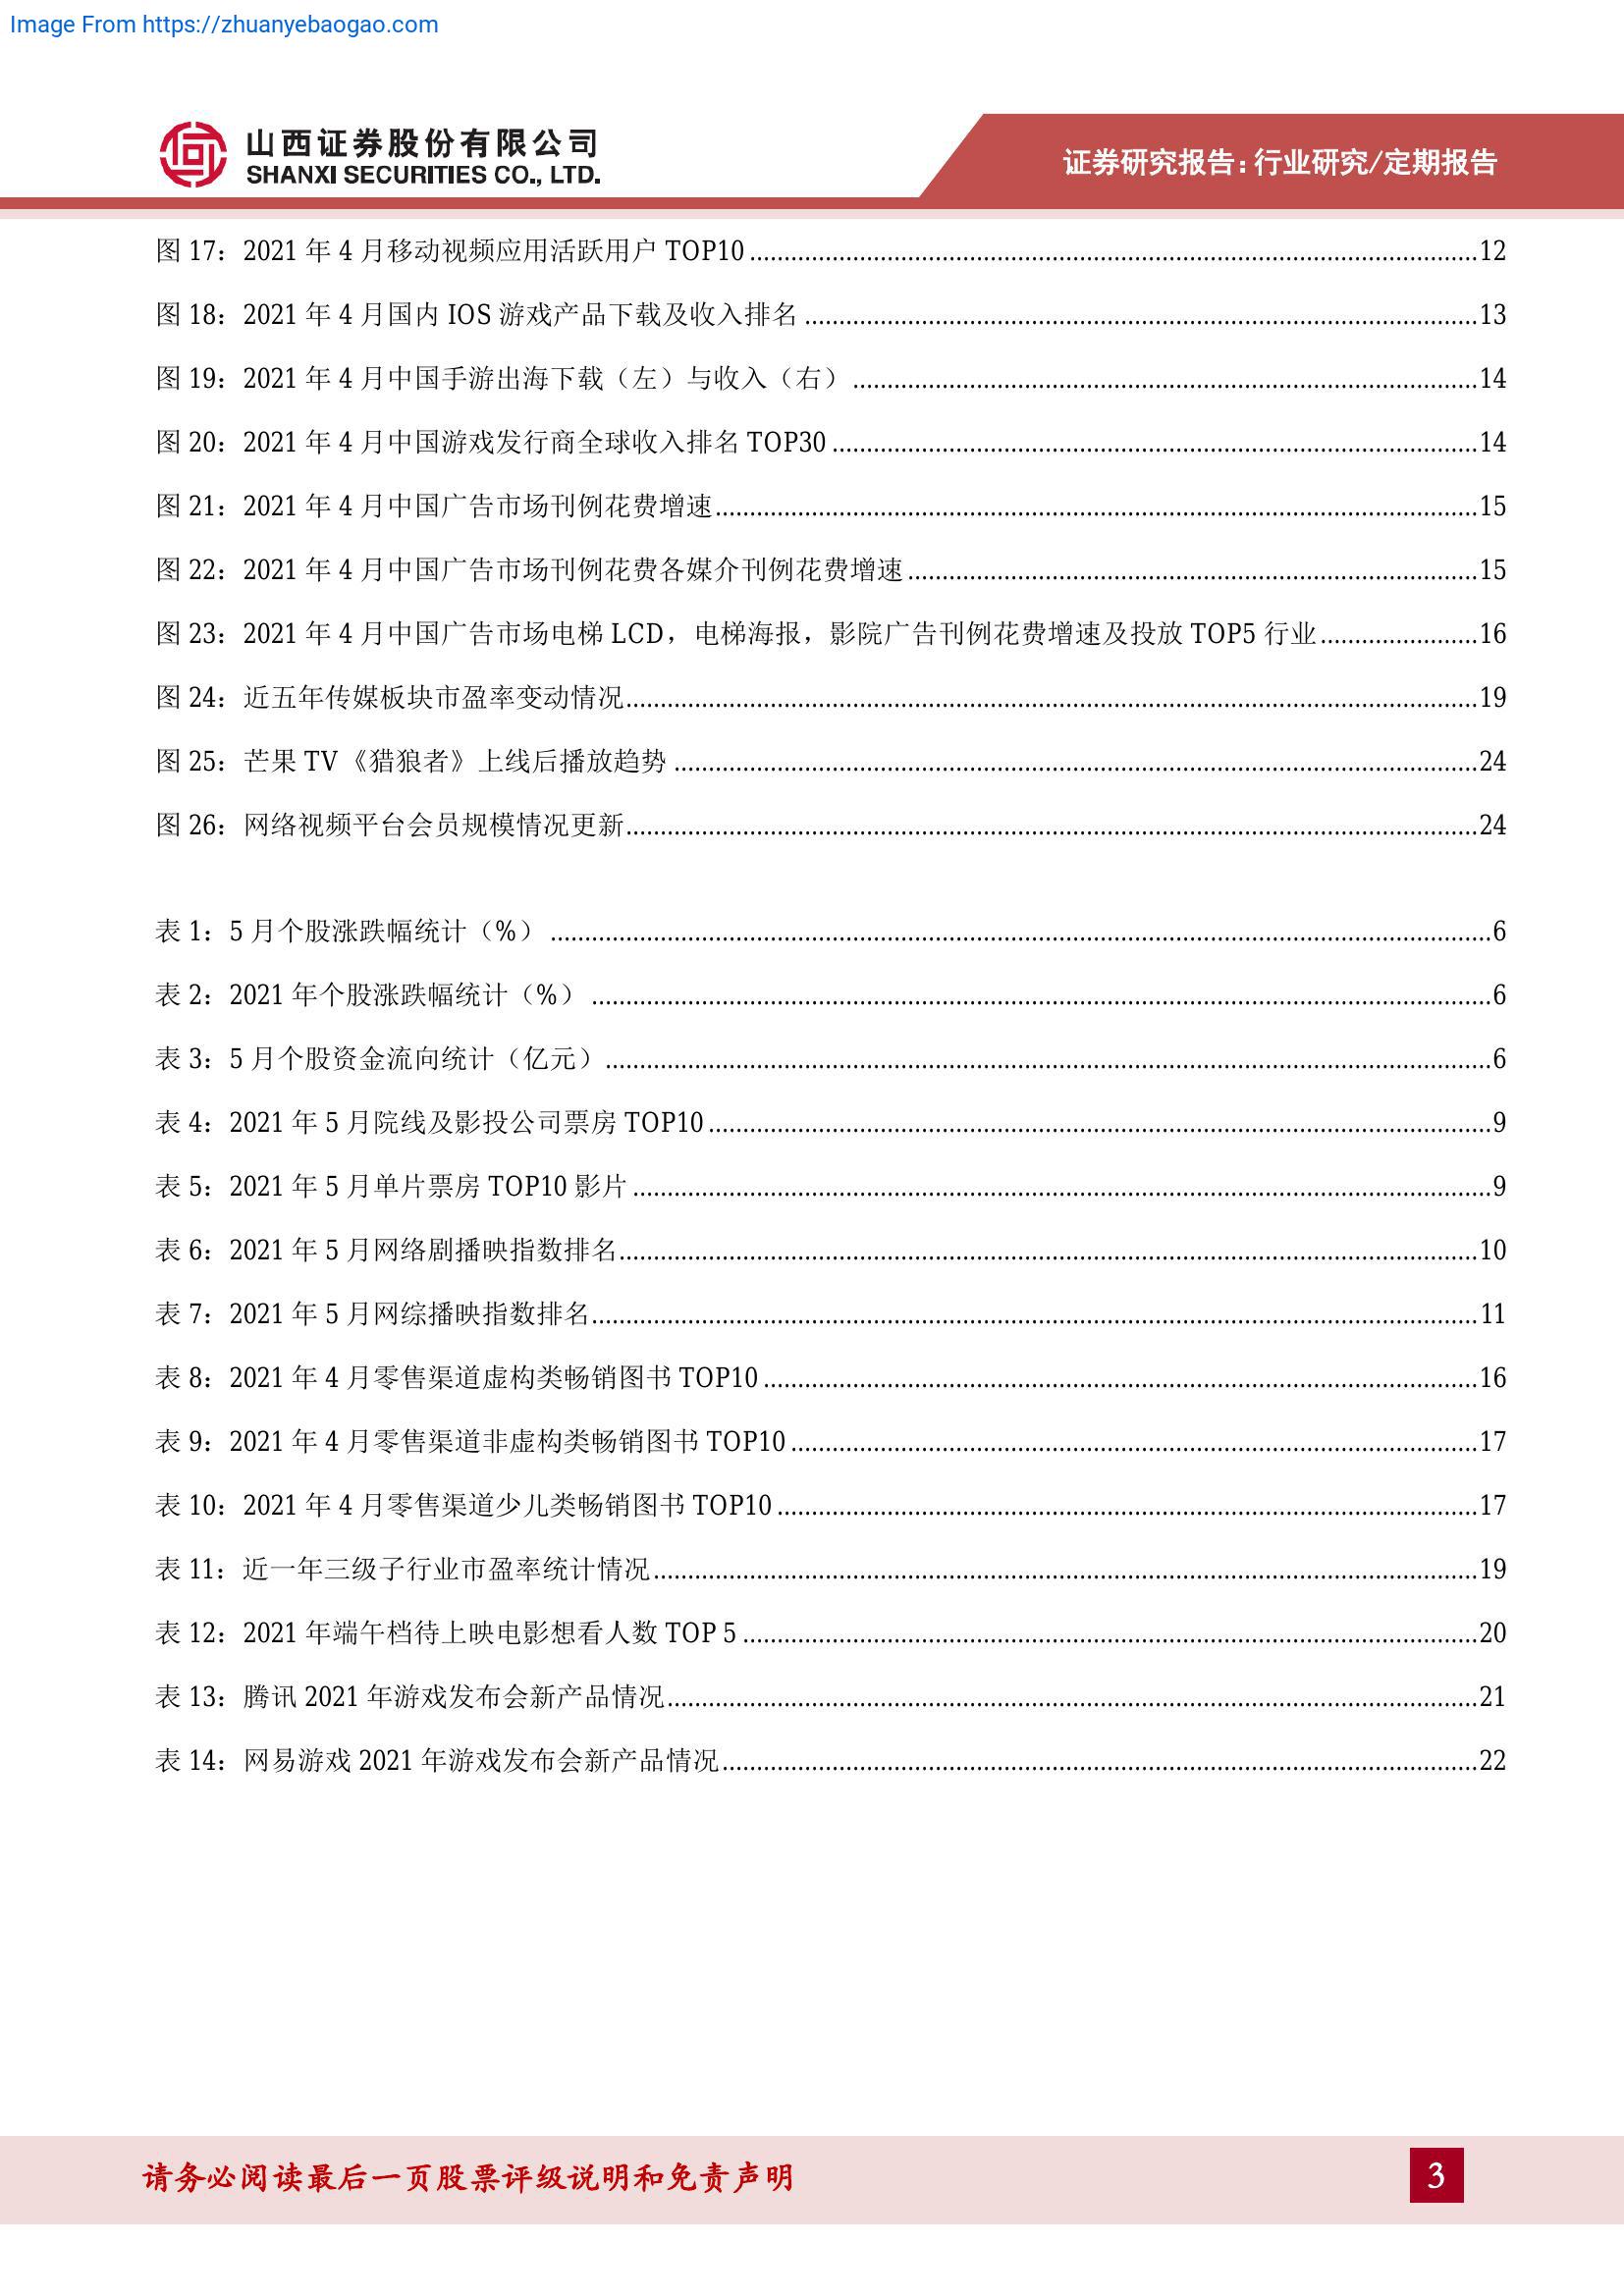 Image From https://zhuanyebaogao.com
山西证券股份有限公司
SHANXI SECURITIES CO., LTD.
证券研究报告:行业研究/定期报告
图 17：2021 年 4 月移动视频应用活跃用户 TOP10 12
图 18：2021 年 4 月国内 IOS 游戏产品下载及收入排名 13
图 19：2021 年 4 月中国手游出海下载（左）与收入（右） 14
图 20：2021 年 4 月中国游戏发行商全球收入排名 TOP30 14
图 21：2021 年 4 月中国广告市场刊例花费增速 15
图 22：2021 年 4 月中国广告市场刊例花费各媒介刊例花费增速 15
图 23：2021 年 4 月中国广告市场电梯 LCD，电梯海报，影院广告刊例花费增速及投放 TOP5 行业 16
图 24：近五年传媒板块市盈率变动情况 19
图 25：芒果 TV《猎狼者》上线后播放趋势 24
图 26：网络视频平台会员规模情况更新 24
表 1：5 月个股涨跌幅统计（%） 6
表 2：2021 年个股涨跌幅统计（%） 6
表 3：5 月个股资金流向统计（亿元） 6
表 4：2021 年 5 月院线及影投公司票房 TOP10 9
表 5：2021 年 5 月单片票房 TOP10 影片 9
表 6：2021 年 5 月网络剧播映指数排名 10
表 7：2021 年 5 月网综播映指数排名 11
表 8：2021 年 4 月零售渠道虚构类畅销图书 TOP10 16
表 9：2021 年 4 月零售渠道非虚构类畅销图书 TOP10 17
表 10：2021 年 4 月零售渠道少儿类畅销图书 TOP10 17
表 11：近一年三级子行业市盈率统计情况 19
表 12：2021 年端午档待上映电影想看人数 TOP 5 20
表 13：腾讯 2021 年游戏发布会新产品情况 21
表 14：网易游戏 2021 年游戏发布会新产品情况 22
请务必阅读最后一页股票评级说明和免责声明
3